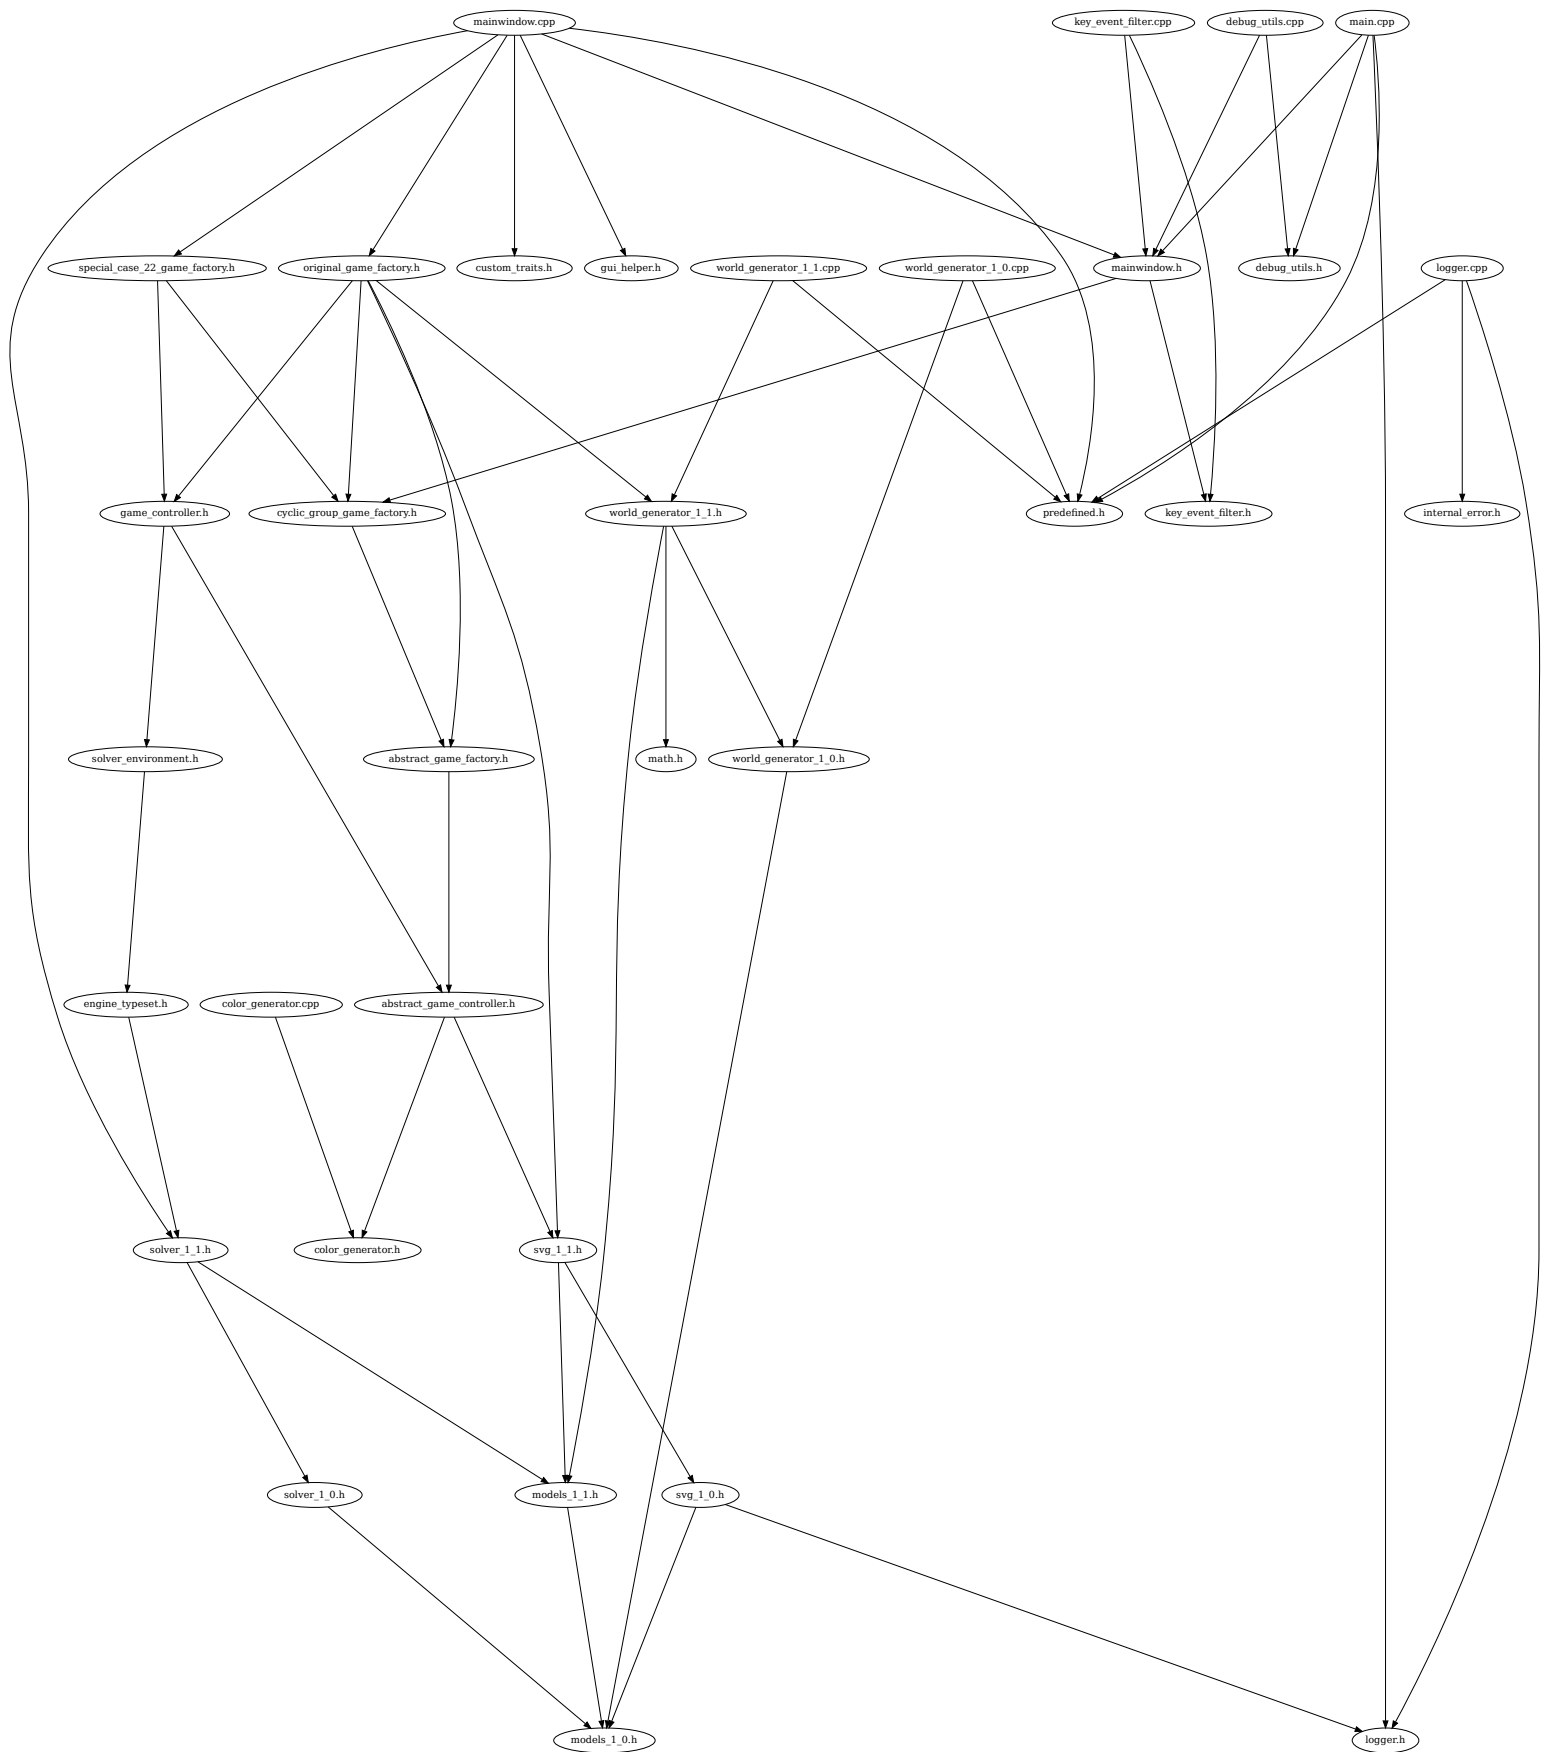 mainwindow.cpp
key_event_filter.cpp
debug_utils.cpp
main.cpp
special_case_22_game_factory.h
original_game_factory.h
custom_traits.h
gui_helper.h
world_generator_1_1.cpp
world_generator_1_0.cpp
mainwindow.h
debug_utils.h
logger.cpp
game_controller.h
cyclic_group_game_factory.h
world_generator_1_1.h
predefined.h
key_event_filter.h
internal_error.h
solver_environment.h
abstract_game_factory.h
math.h
world_generator_1_0.h
engine_typeset.h
color_generator.cpp
abstract_game_controller.h
solver_1_1.h
color_generator.h
svg_1_1.h
solver_1_0.h
models_1_1.h
svg_1_0.h
models_1_0.h
logger.h